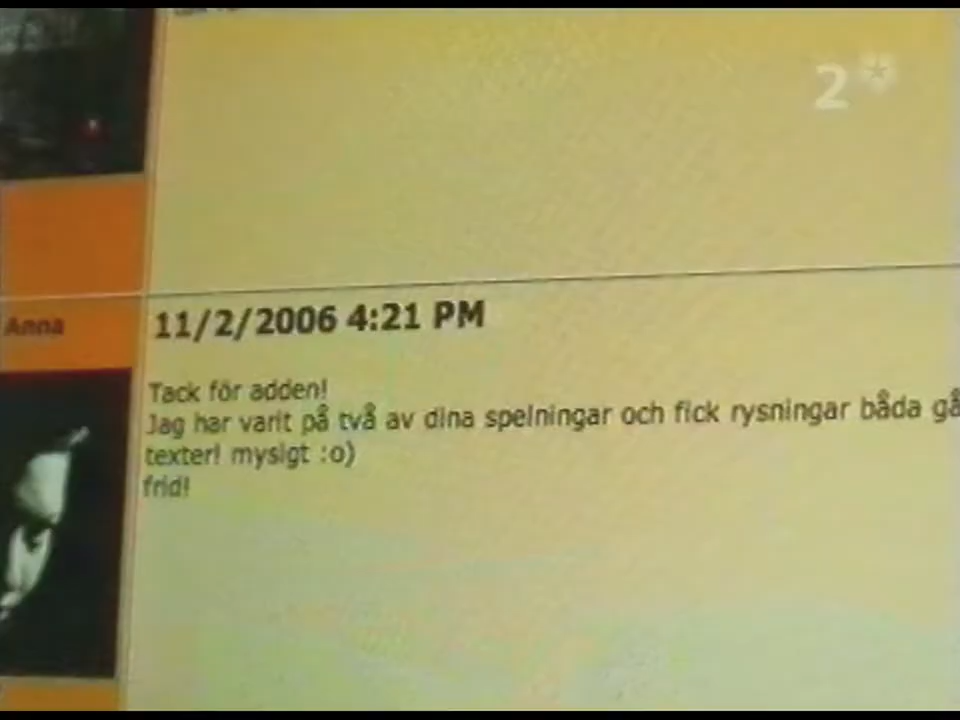 2
Anna
11/2/2006 4:21 PM
Tack för adden!
Jag har varit på två av dina spelningar och fick rysningar båda gå
texter! mysigt :o)
frid!